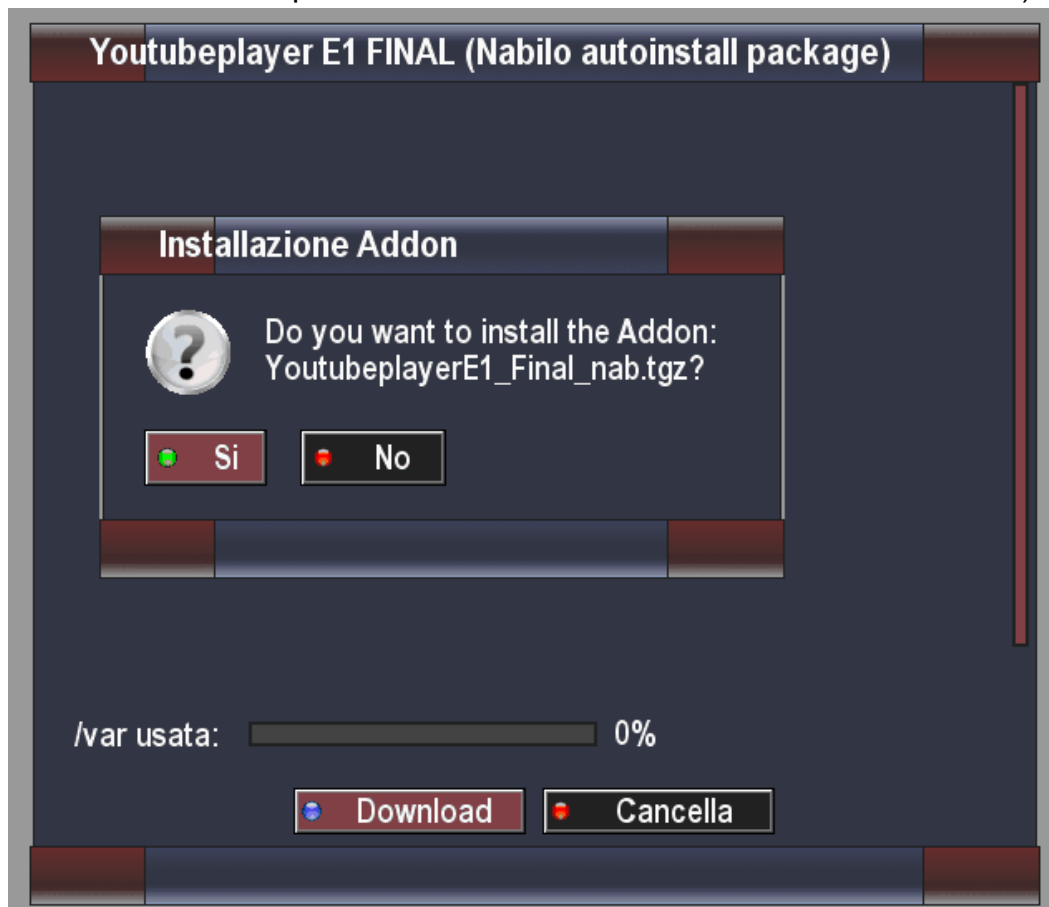 Youtubeplayer E1 FINAL (Nabilo autoinstall package)
Installazione Addon
Do you want to install the Addon:
YoutubeplayerE1_Final_nab.tgz?
Si
No
/var usata:
0%
Download
Cancella